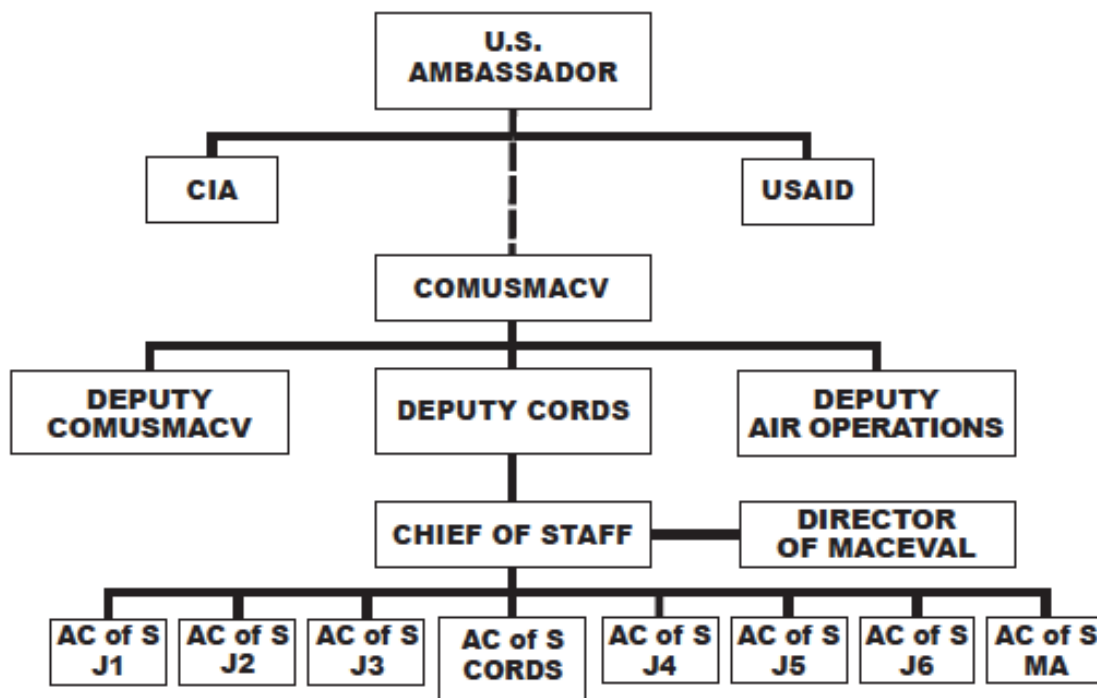 U.S.
AMBASSADOR
CIA
USAID
COMUSMACV
DEPUTY
COMUSMACV
DEPUTY CORDS
DEPUTY
AIR OPERATIONS
CHIEF OF STAFF
DIRECTOR
OF MACEVAL
AC of S
J1
AC of S
J2
AC of S
J3
AC of S
CORDS
AC of S
J4
AC of S
J5
AC of S
J6
AC of S
MA